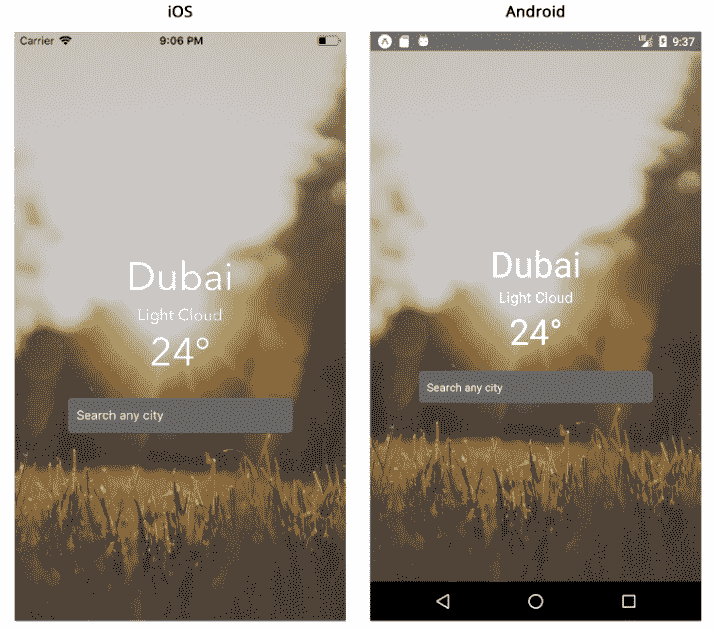 iOS
Android
Carrier 9:06 PM
9:37
Dubai
Light Cloud
24°
Search any city
Dubai
Light Cloud
24°
Search any city